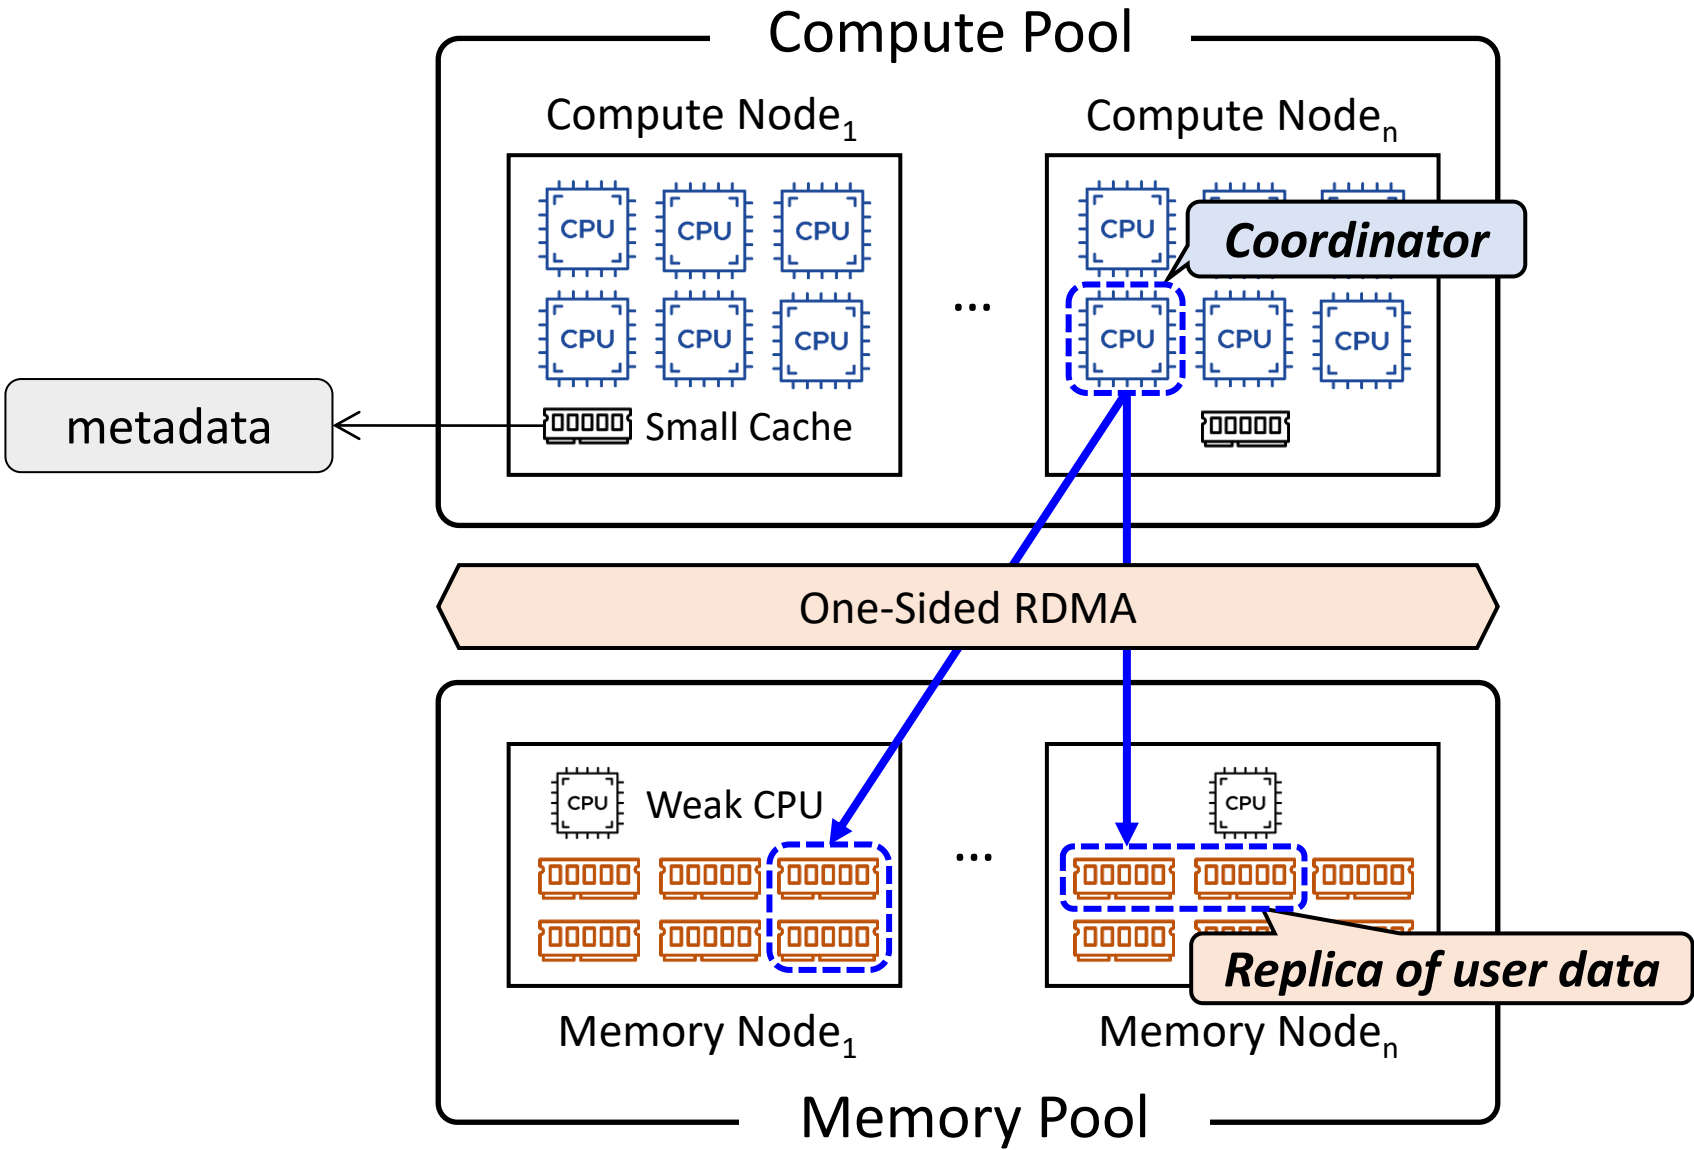 Compute Pool
Compute Node1
Compute Noden
CPU CPU CPU
CPU
Coordinator
CPU CPU CPU
...
CPU CPU CPU
metadata
Small Cache
One-Sided RDMA
CPU
Weak CPU
CPU
...
Replica of user data
Memory Node1
Memory Noden
Memory Pool